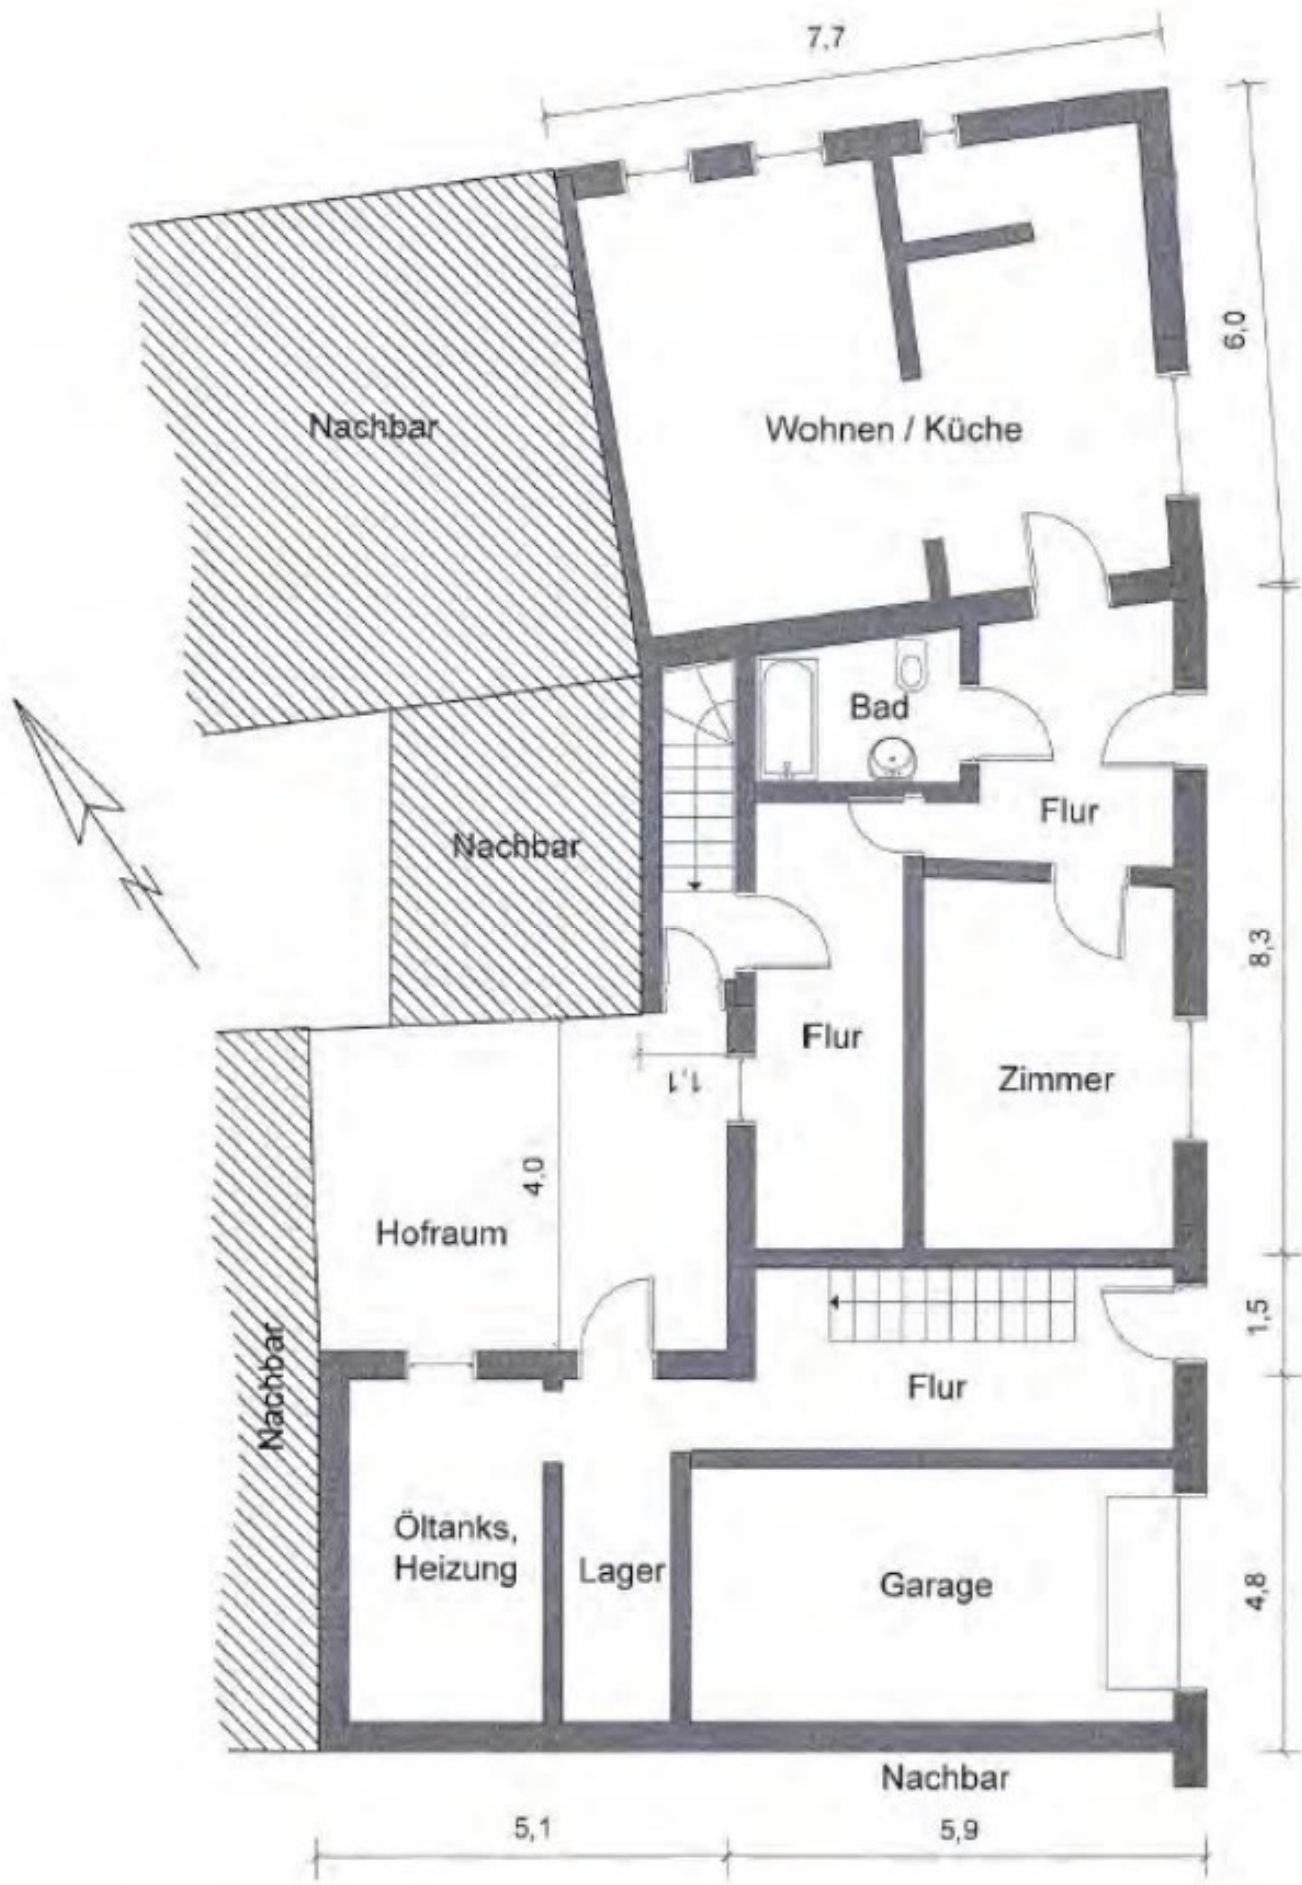 7,7
6,0
Nachbar
Wohnen / Küche
Bad
Flur
Nachbar
8,3
Flur
1,1
Zimmer
4,0
Hofraum
1,5
Nachbar
Flur
Öltanks,
Heizung
Lager
Garage
4,8
Nachbar
5,1
5,9